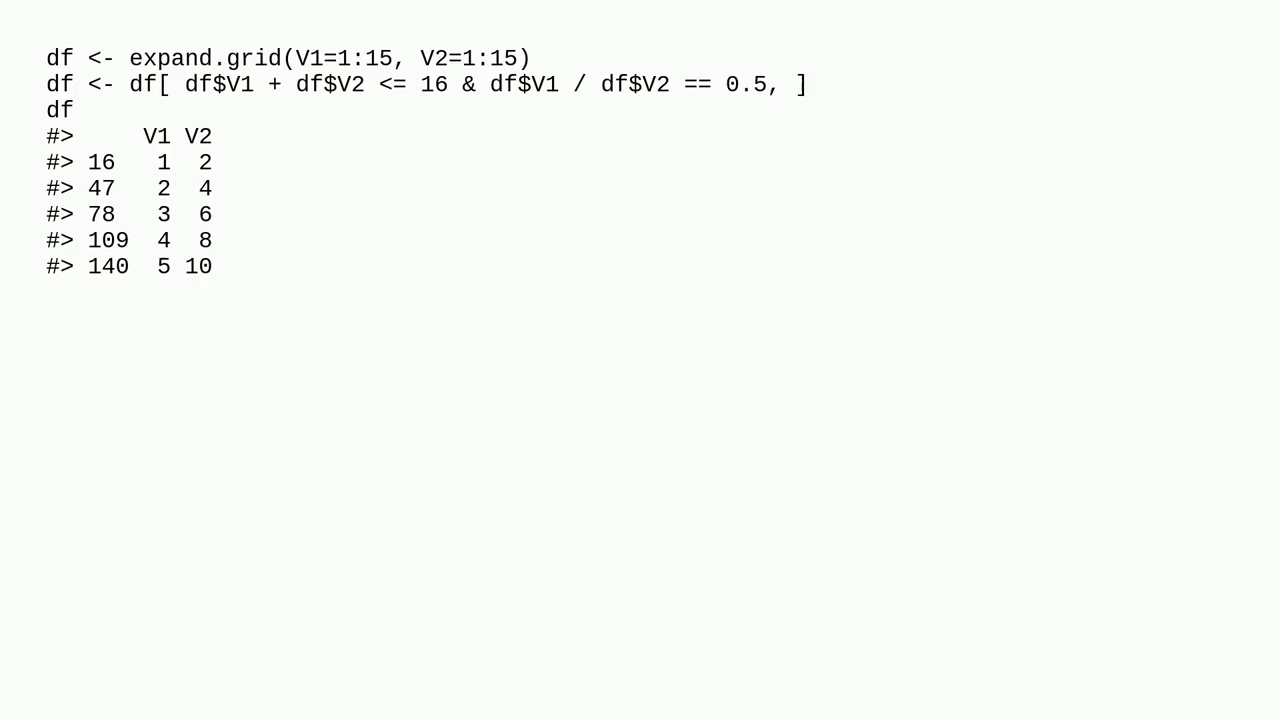 df <- expand.grid(V1=1:15, V2=1:15)
df <- df[ df$V1 + df$V2 <= 16 & df$V1 / df$V2 == 0.5, ]
df
#>     V1 V2
#> 16   1  2
#> 47   2  4
#> 78   3  6
#> 109  4  8
#> 140  5 10